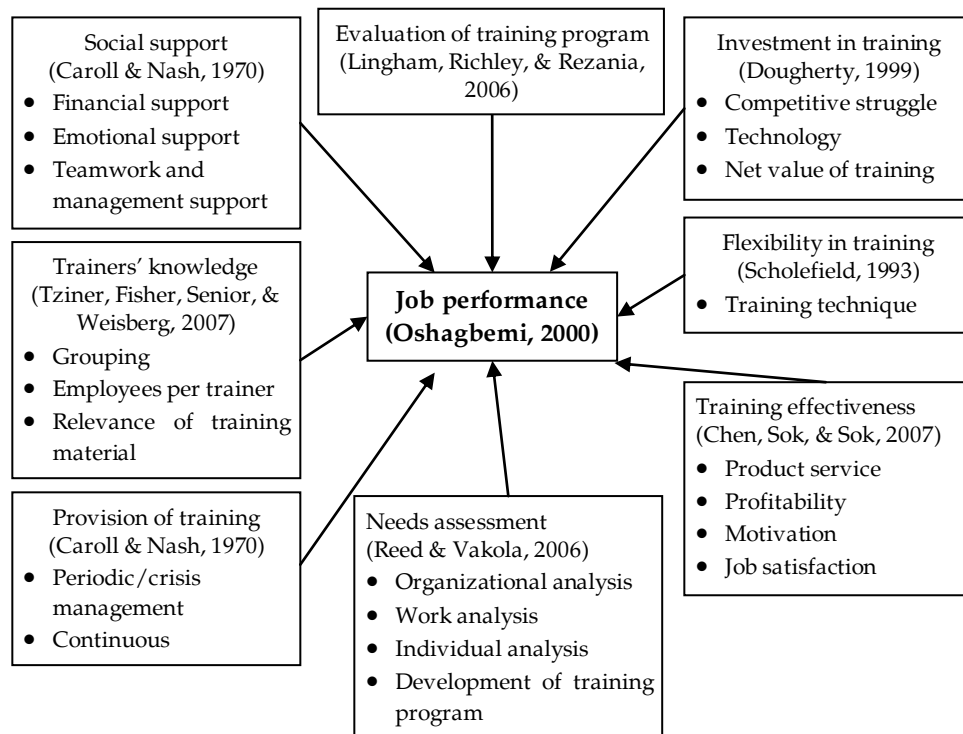 Social support
(Caroll & Nash, 1970)
• Financial support
• Emotional support
• Teamwork and
management support
Evaluation of training program
(Lingham, Richley, & Rezania,
2006)
Investment in training
(Dougherty, 1999)
• Competitive struggle
• Technology
• Net value of training
Trainers’ knowledge
(Tziner, Fisher, Senior, &
Weisberg, 2007)
• Grouping
• Employees per trainer
• Relevance of training
material
Job performance
(Oshagbemi, 2000)
Flexibility in training
(Scholefield, 1993)
• Training technique
Provision of training
(Caroll & Nash, 1970)
• Periodic/crisis
management
• Continuous
Needs assessment
(Reed & Vakola, 2006)
• Organizational analysis
• Work analysis
• Individual analysis
• Development of training
program
Training effectiveness
(Chen, Sok, & Sok, 2007)
• Product service
• Profitability
• Motivation
• Job satisfaction